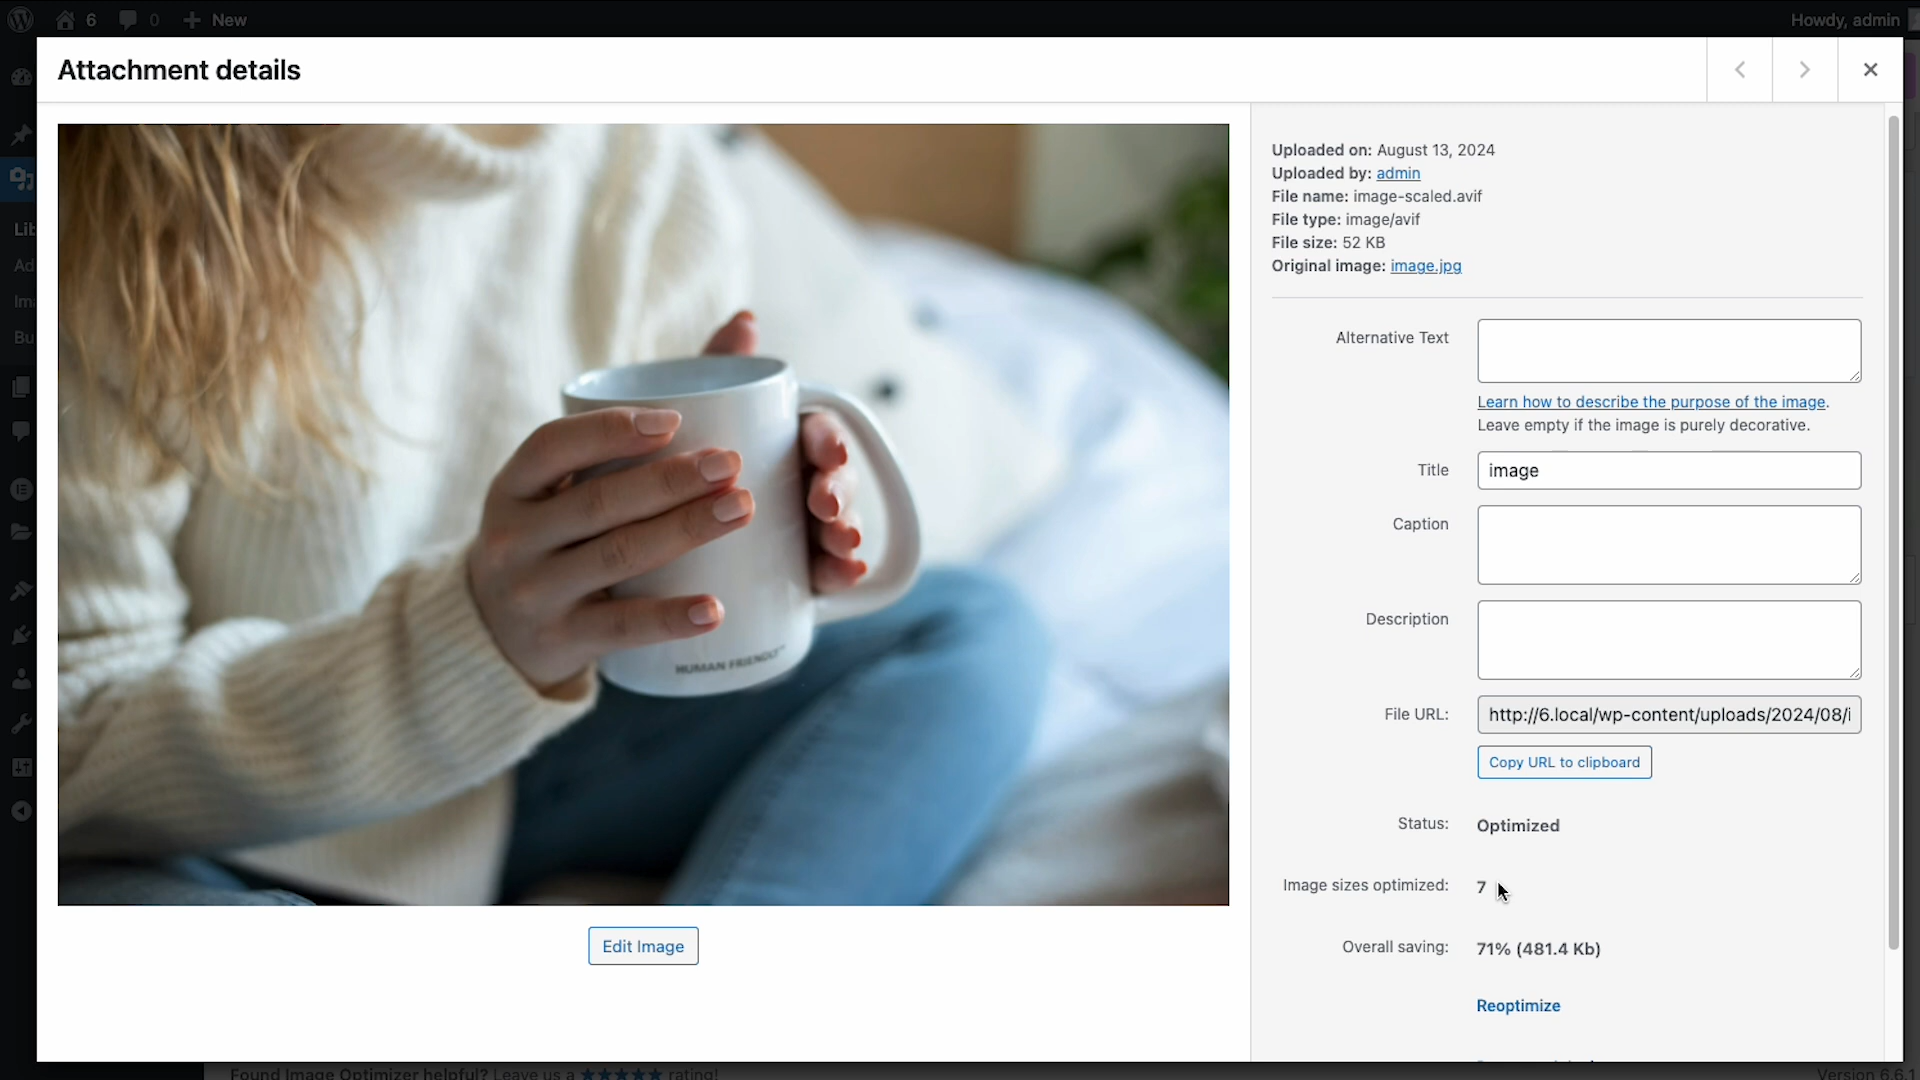 6
0
New
Howdy, admin
Attachment details
Lib
Ad
Im
Bu
HUMAN FRIENDLY™
Edit Image
Uploaded on: August 13, 2024
Uploaded by: admin
File name: image-scaled.avif
File type: image/avif
File size: 52 KB
Original image: image.jpg
Alternative Text
Learn how to describe the purpose of the image.
Leave empty if the image is purely decorative.
Title
image
Caption
Description
File URL:
http://6.local/wp-content/uploads/2024/08/i
Copy URL to clipboard
Status:
Optimized
Image sizes optimized:
7
Overall saving:
71% (481.4 Kb)
Reoptimize
Found Image Optimizer helpful? Leave us a ★★★★★ rating!
Version 6.6.1